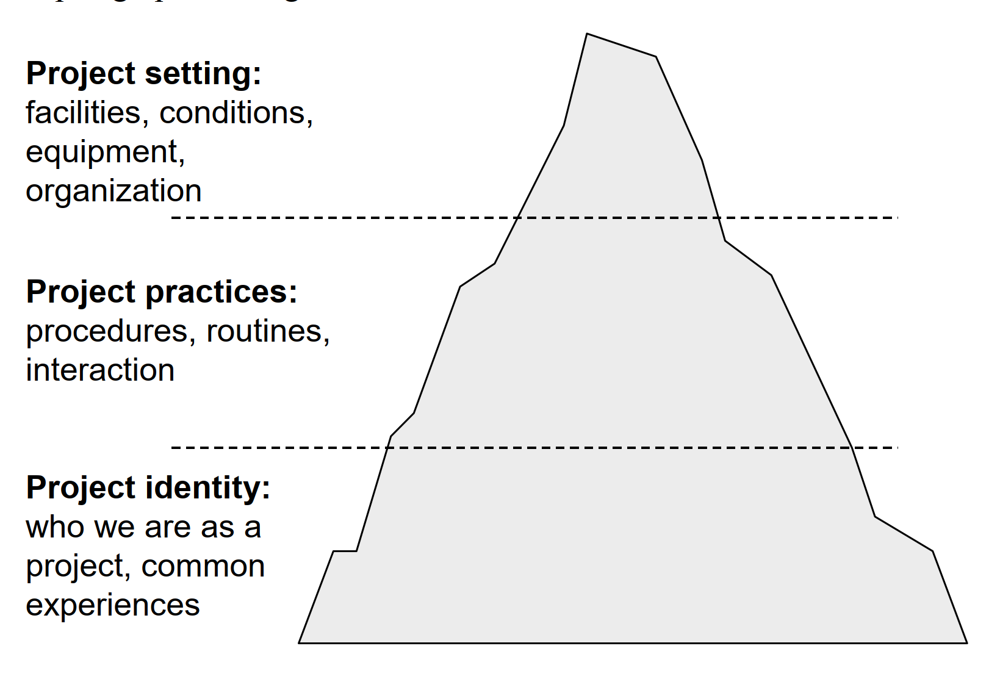 Project setting:
facilities, conditions,
equipment,
organization
Project practices:
procedures, routines,
interaction
Project identity:
who we are as a
project, common
experiences